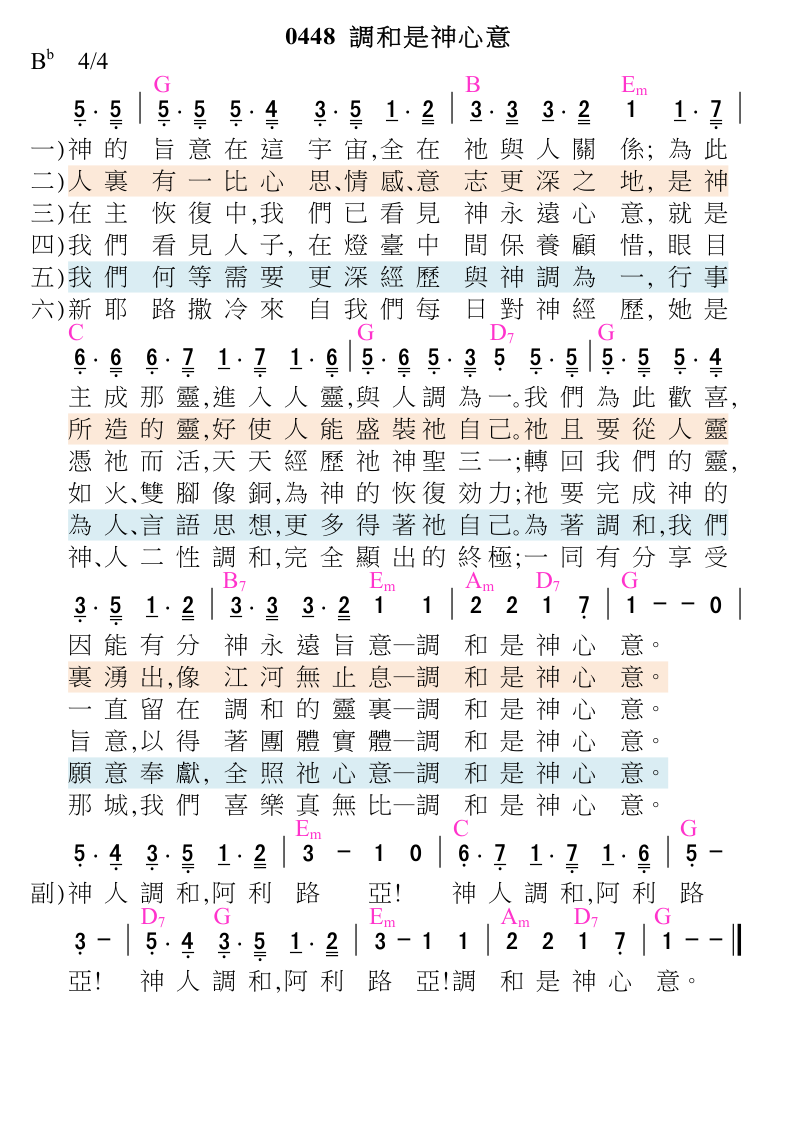 0448 調和是神心意
Bb 4/4
G B Em
5· 5 | 5· 5 5· 4 3· 5 1· 2 | 3· 3 3· 2 1 1· 7 |
一)神的 旨意在這 宇宙,全在 祂與人關 係; 為此
二)人裏 有一比心 思、情感、意 志更深之 地, 是神
三)在主 恢復中,我 們已看見 神永遠心 意, 就是
四)我們 看見人子, 在燈臺中 間保養顧 惜, 眼目
五)我們 何等需要 更深經歷 與神調為 一, 行事
六)新耶 路撒冷來 自我們每 日對神經 歷, 她是
C G D7 G
6· 6 6· 7 1· 7 1· 6 | 5· 6 5· 3 5 5· 5 | 5· 5 5· 4
主成那靈,進入人靈,與人調為一。我們為此歡喜,
所造的靈,好使人能盛裝祂自己。祂且要從人靈
憑祂而活,天天經歷祂神聖三一;轉回我們的靈,
如火、雙腳像銅,為神的恢復効力;祂要完成神的
為人、言語思想,更多得著祂自己。為著調和,我們
神、人二性調和,完全顯出的終極;一同有分享受
B7 Em Am D7 G
3· 5 1· 2 | 3· 3 3· 2 1 1 | 2 2 1 7 | 1 – – 0 |
因能有分 神永遠旨意—調 和是神心 意。
裏湧出,像 江河無止息—調 和是神心 意。
一直留在 調和的靈裏—調 和是神心 意。
旨意,以得 著團體實體—調 和是神心 意。
願意奉獻, 全照祂心意—調 和是神心 意。
那城,我們 喜樂真無比—調 和是神心 意。
Em C G
5· 4 3· 5 1· 2 | 3 – 1 0 | 6· 7 1· 7 1· 6 | 5 –
副)神人調和,阿利 路 亞! 神人調和,阿利 路
D7 G Em Am D7 G
3 – | 5· 4 3· 5 1· 2 | 3 – 1 1 | 2 2 1 7 | 1 – – ||
亞! 神人調和,阿利 路 亞!調 和是神心 意。